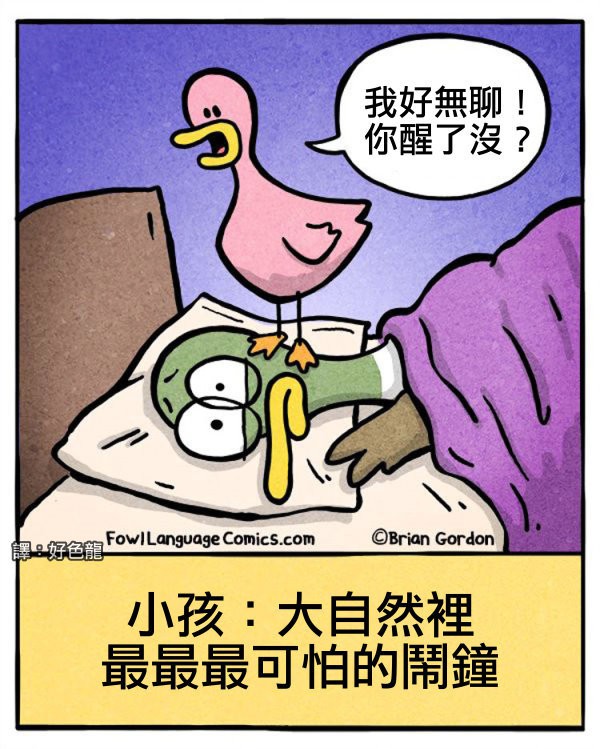 我好無聊！
你醒了沒？
FowlLanguageComics.com
©Brian Gordon
譯：好色龍
小孩：大自然裡
最最最可怕的鬧鐘